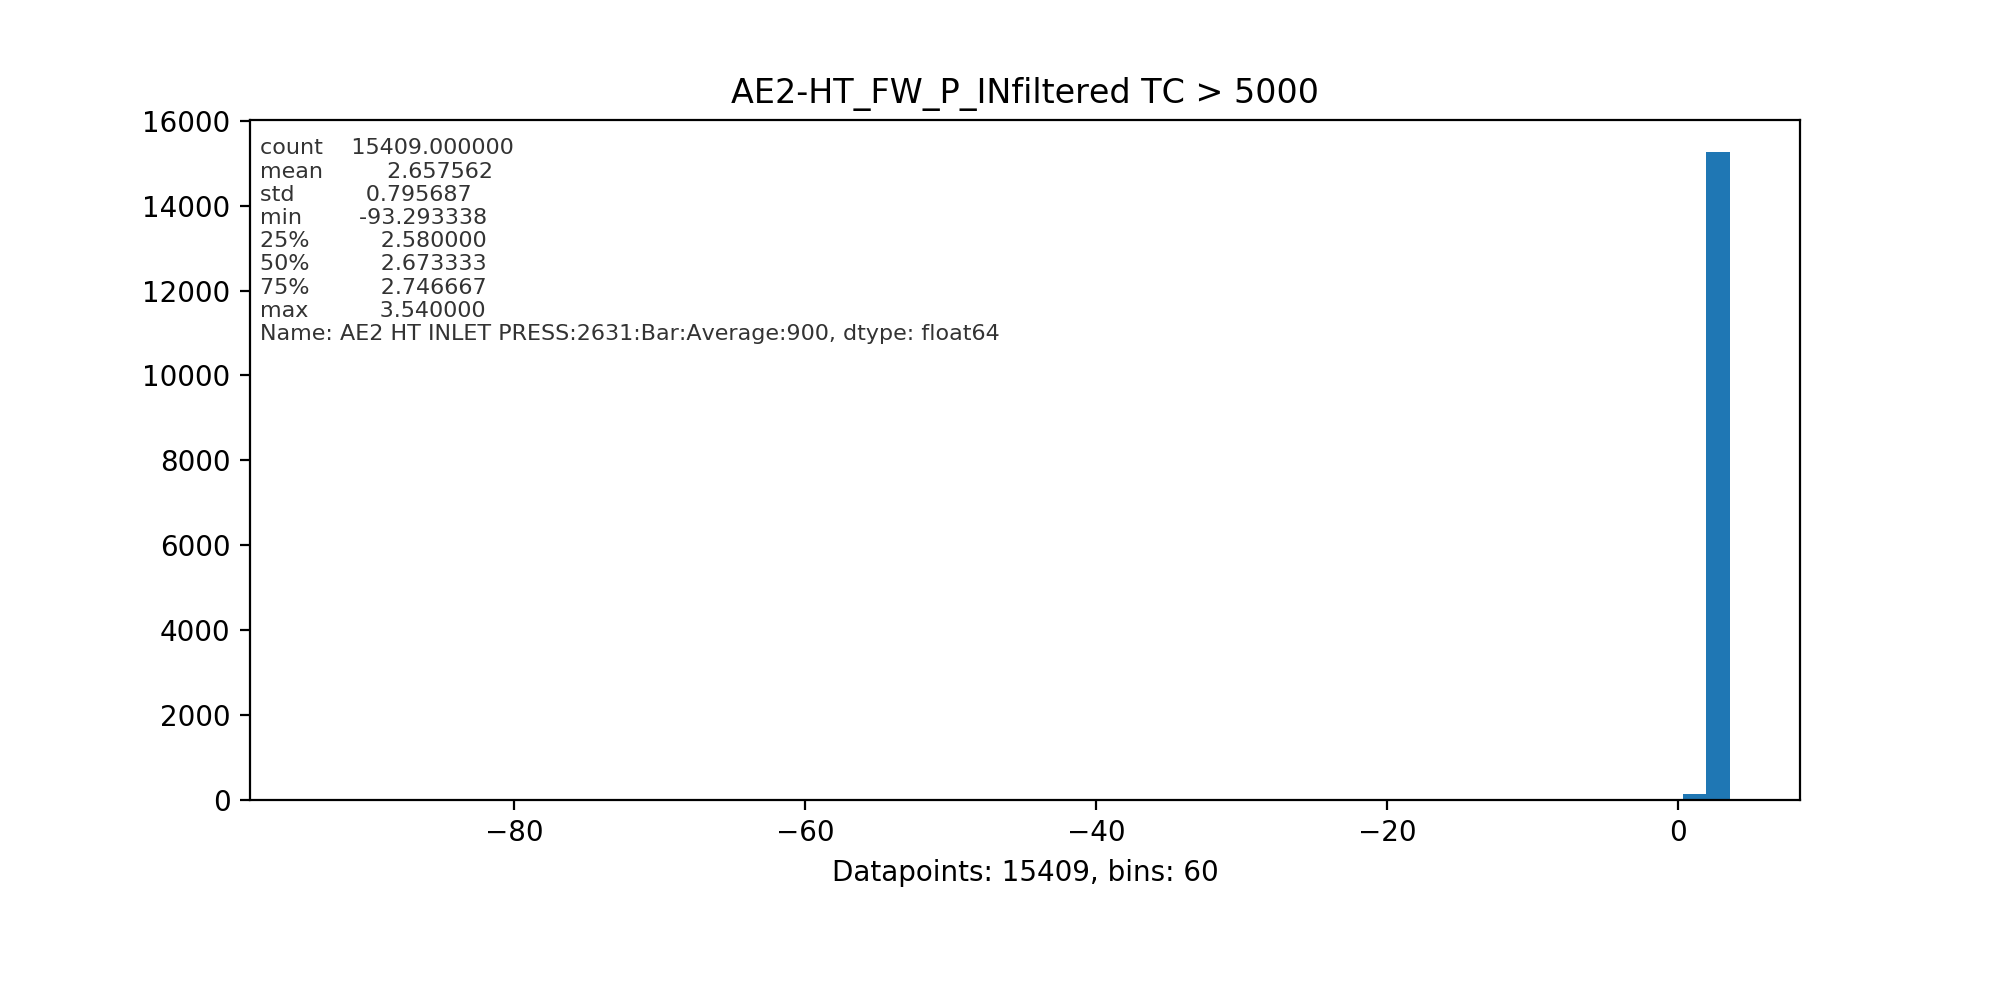 AE2-HT_FW_P_INfiltered TC > 5000
16000
14000
12000
10000
8000
6000
4000
2000
0
count 15409.000000
mean 2.657562
std 0.795687
min -93.293338
25% 2.580000
50% 2.673333
75% 2.746667
max 3.540000
Name: AE2 HT INLET PRESS:2631:Bar:Average:900, dtype: float64
−80 −60 −40 −20 0
Datapoints: 15409, bins: 60